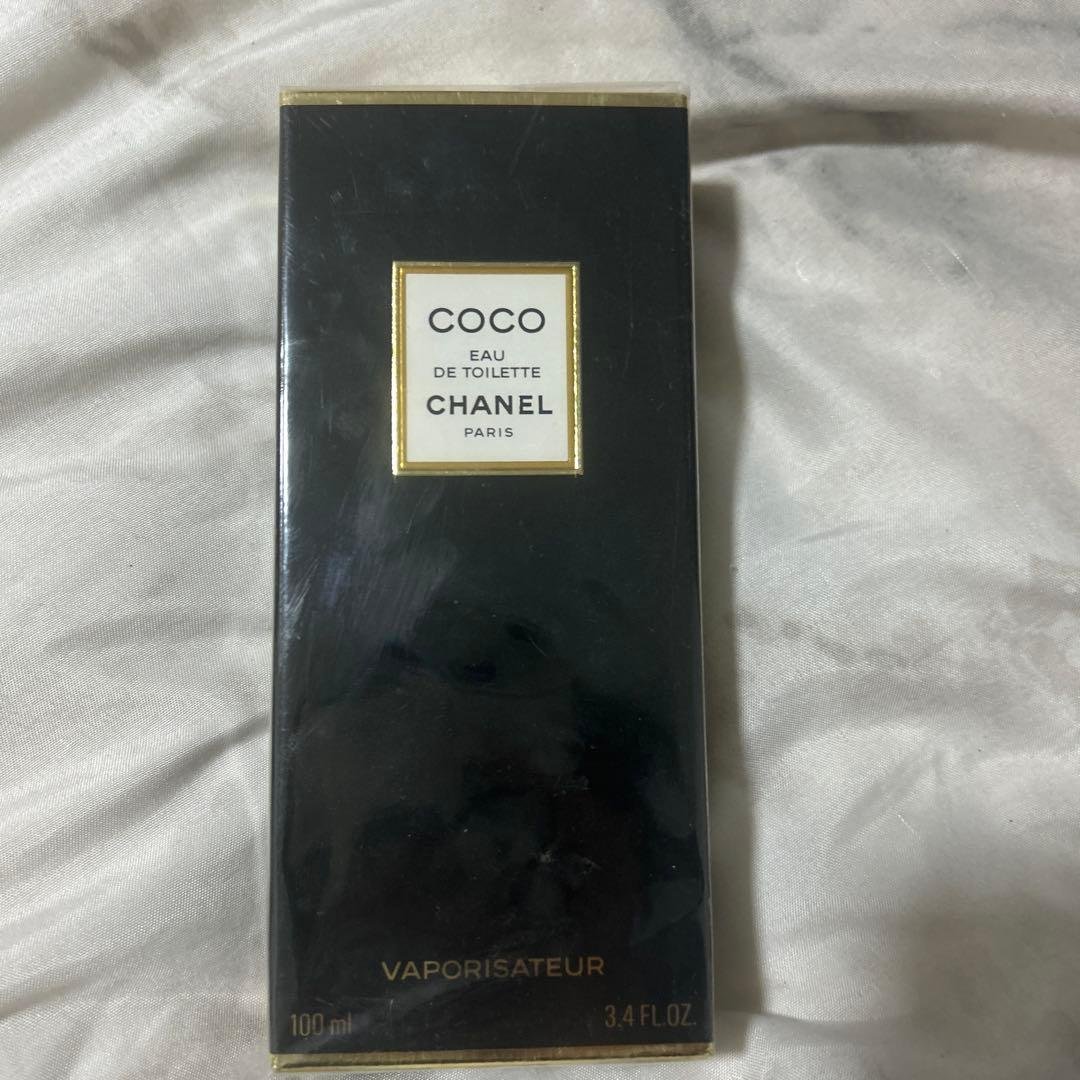 COCO
EAU
DE TOILETTE
CHANEL
PARIS
VAPORISATEUR
100 ml 3.4 FL.OZ.